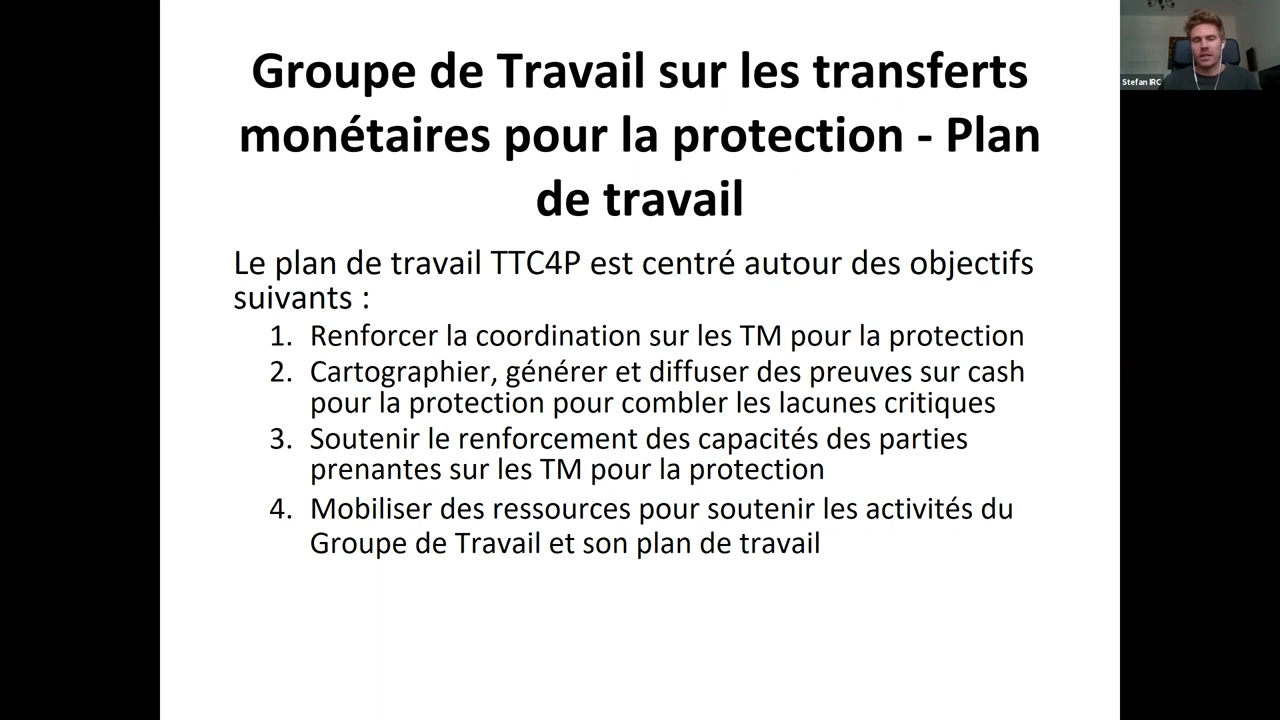 Groupe de Travail sur les transferts
monétaires pour la protection - Plan
de travail
Le plan de travail TTC4P est centré autour des objectifs
suivants :
1. Renforcer la coordination sur les TM pour la protection
2. Cartographier, générer et diffuser des preuves sur cash
pour la protection pour combler les lacunes critiques
3. Soutenir le renforcement des capacités des parties
prenantes sur les TM pour la protection
4. Mobiliser des ressources pour soutenir les activités du
Groupe de Travail et son plan de travail
Stefan IRC